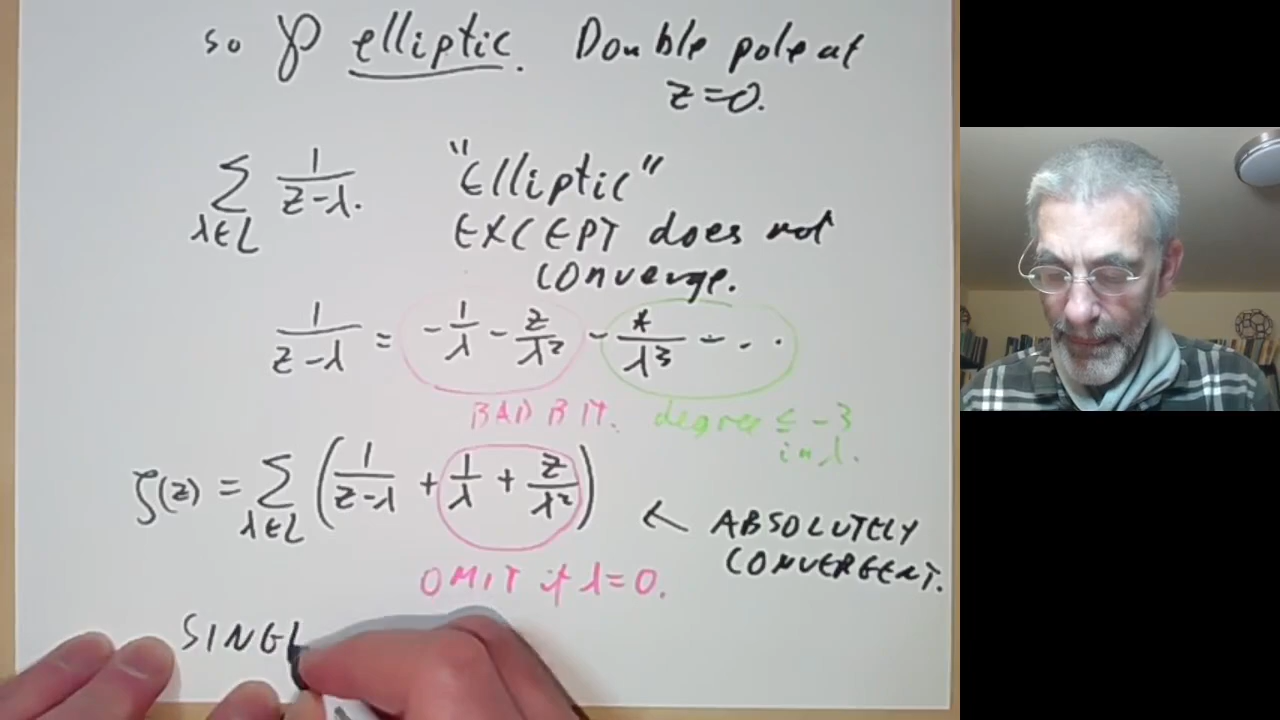 so ℘ elliptic. Double pole at
z=0.
∑_{λ∈L} 1/(z-λ). "Elliptic"
EXCEPT does not
converge.
1/(z-λ) = -1/λ - z/λ² - */λ³ - - . .
BAD BIT. degree ≤ -3
in λ.
ζ(z) = ∑_{λ∈L} (1/(z-λ) + 1/λ + z/λ²) ← ABSOLUTELY
CONVERGENT.
OMIT if λ=0.
SINGL